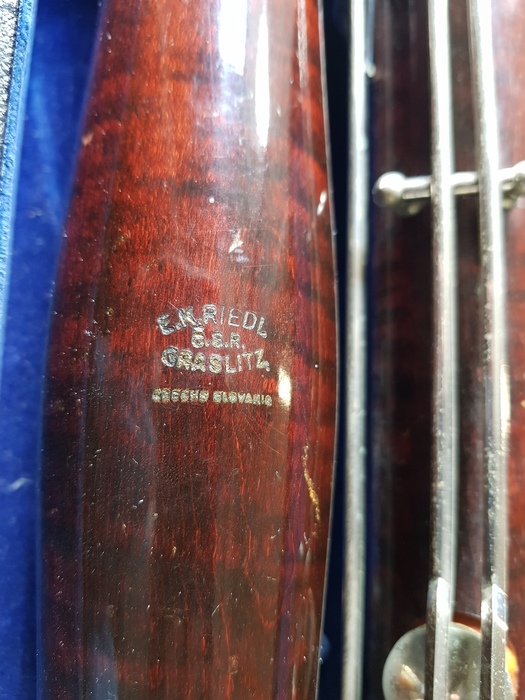 E.K.RIEDL
Č.S.R.
GRASLITZ
CZECHO SLOVAKIA